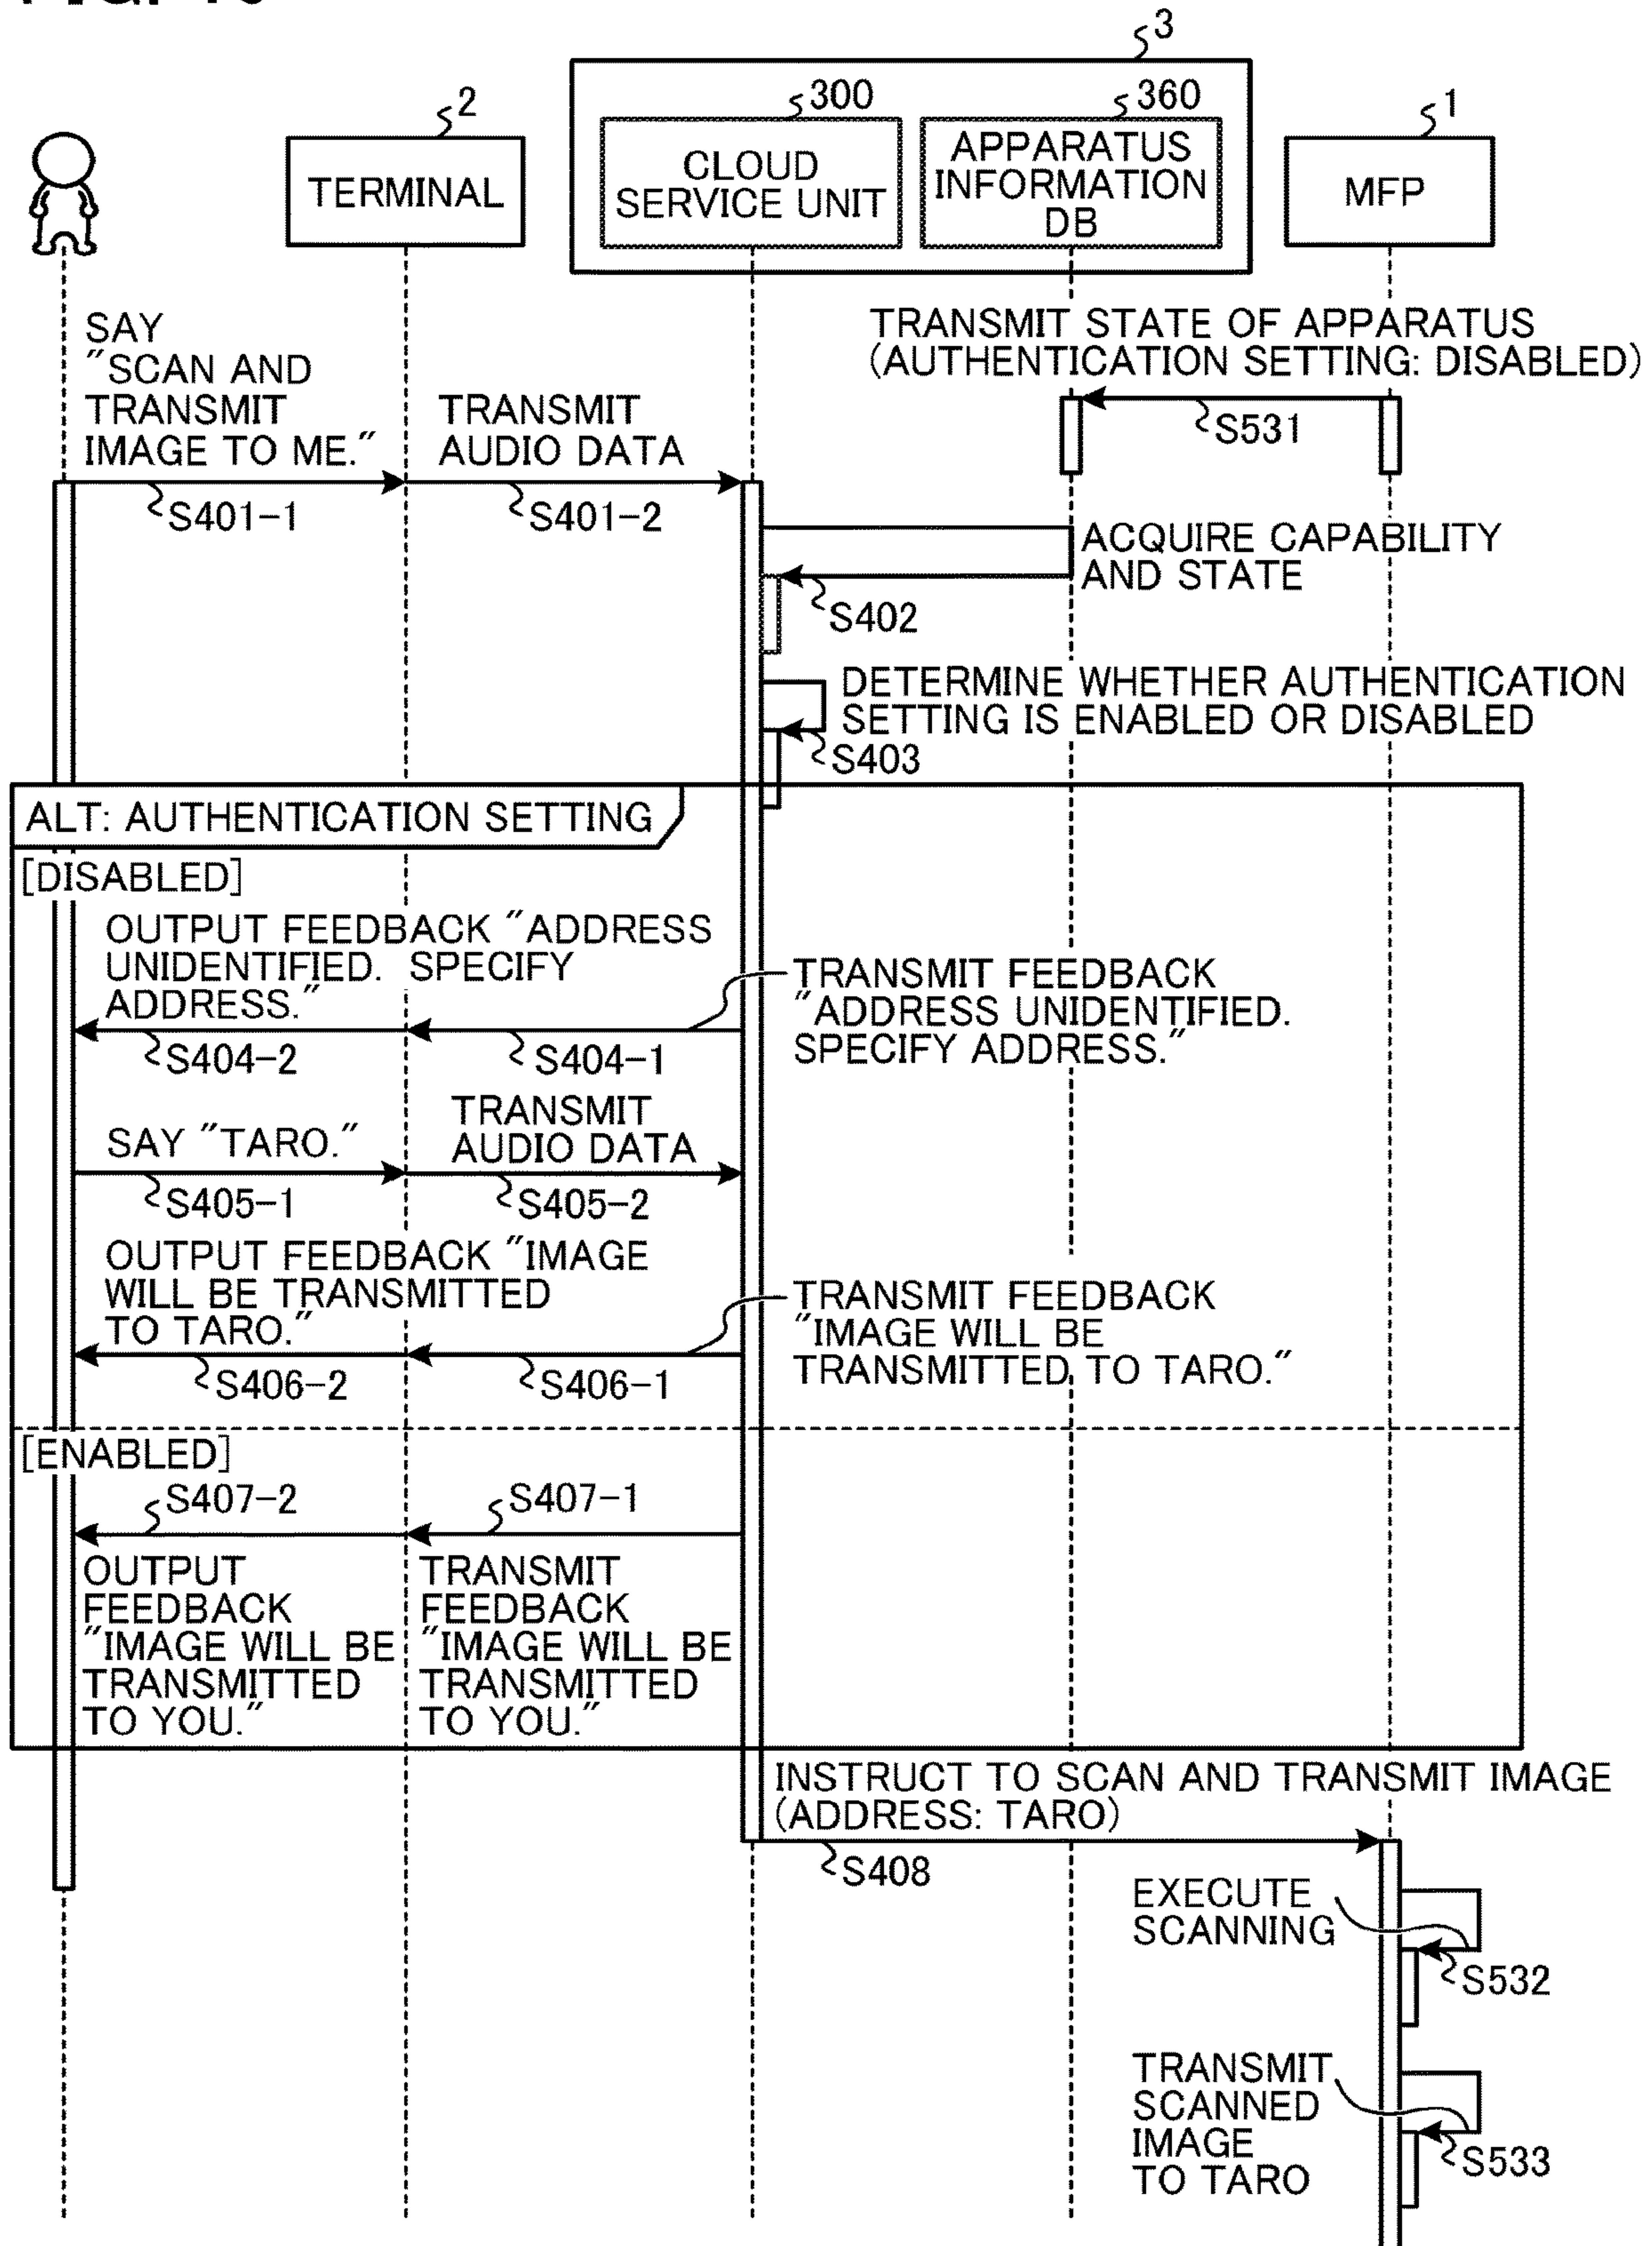 3
2
300
360
1
TERMINAL
CLOUD
SERVICE UNIT
APPARATUS
INFORMATION
DB
MFP
TRANSMIT STATE OF APPARATUS
(AUTHENTICATION SETTING: DISABLED)
S531
SAY
"SCAN AND
TRANSMIT
IMAGE TO ME."
TRANSMIT
AUDIO DATA
S401-1
S401-2
ACQUIRE CAPABILITY
AND STATE
S402
DETERMINE WHETHER AUTHENTICATION
SETTING IS ENABLED OR DISABLED
S403
ALT: AUTHENTICATION SETTING
[DISABLED]
OUTPUT FEEDBACK "ADDRESS
UNIDENTIFIED. SPECIFY
ADDRESS."
TRANSMIT FEEDBACK
"ADDRESS UNIDENTIFIED.
SPECIFY ADDRESS."
S404-2
S404-1
SAY "TARO."
TRANSMIT
AUDIO DATA
S405-1
S405-2
OUTPUT FEEDBACK "IMAGE
WILL BE TRANSMITTED
TO TARO."
TRANSMIT FEEDBACK
"IMAGE WILL BE
TRANSMITTED TO TARO."
S406-2
S406-1
[ENABLED]
S407-2
S407-1
OUTPUT
FEEDBACK
"IMAGE WILL BE
TRANSMITTED
TO YOU."
TRANSMIT
FEEDBACK
"IMAGE WILL BE
TRANSMITTED
TO YOU."
INSTRUCT TO SCAN AND TRANSMIT IMAGE
(ADDRESS: TARO)
S408
EXECUTE
SCANNING
S532
TRANSMIT
SCANNED
IMAGE
TO TARO
S533